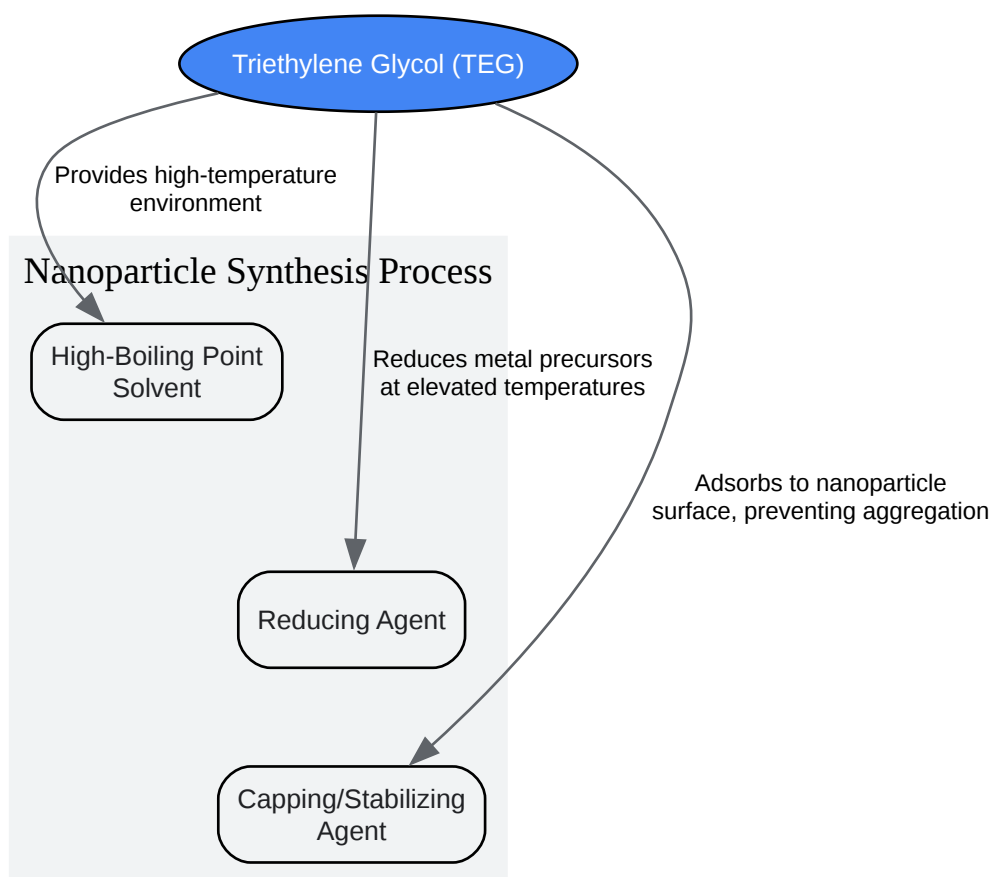 Triethylene Glycol (TEG)
Provides high-temperature
environment
Nanoparticle Synthesis Process
High-Boiling Point
Solvent
Reduces metal precursors
at elevated temperatures
Adsorbs to nanoparticle
surface, preventing aggregation
Reducing Agent
Capping/Stabilizing
Agent